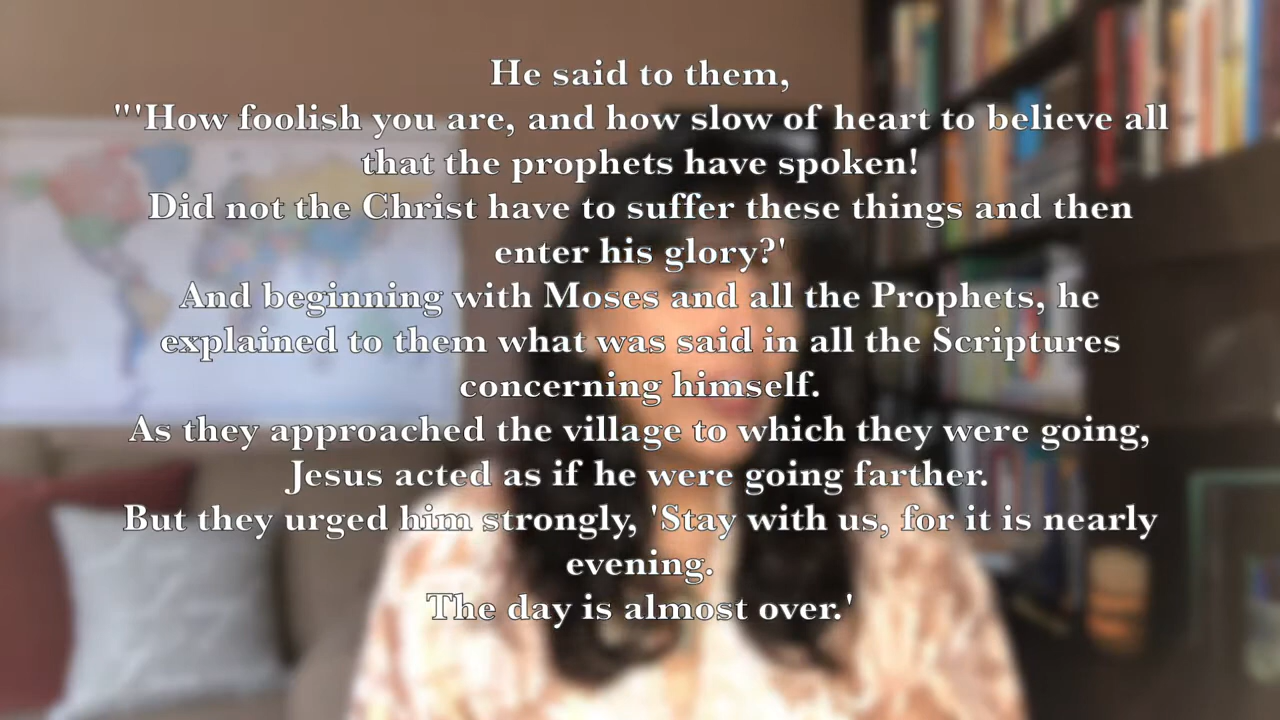 He said to them,
"'How foolish you are, and how slow of heart to believe all
that the prophets have spoken!
Did not the Christ have to suffer these things and then
enter his glory?'
And beginning with Moses and all the Prophets, he
explained to them what was said in all the Scriptures
concerning himself.
As they approached the village to which they were going,
Jesus acted as if he were going farther.
But they urged him strongly, 'Stay with us, for it is nearly
evening.
The day is almost over.'